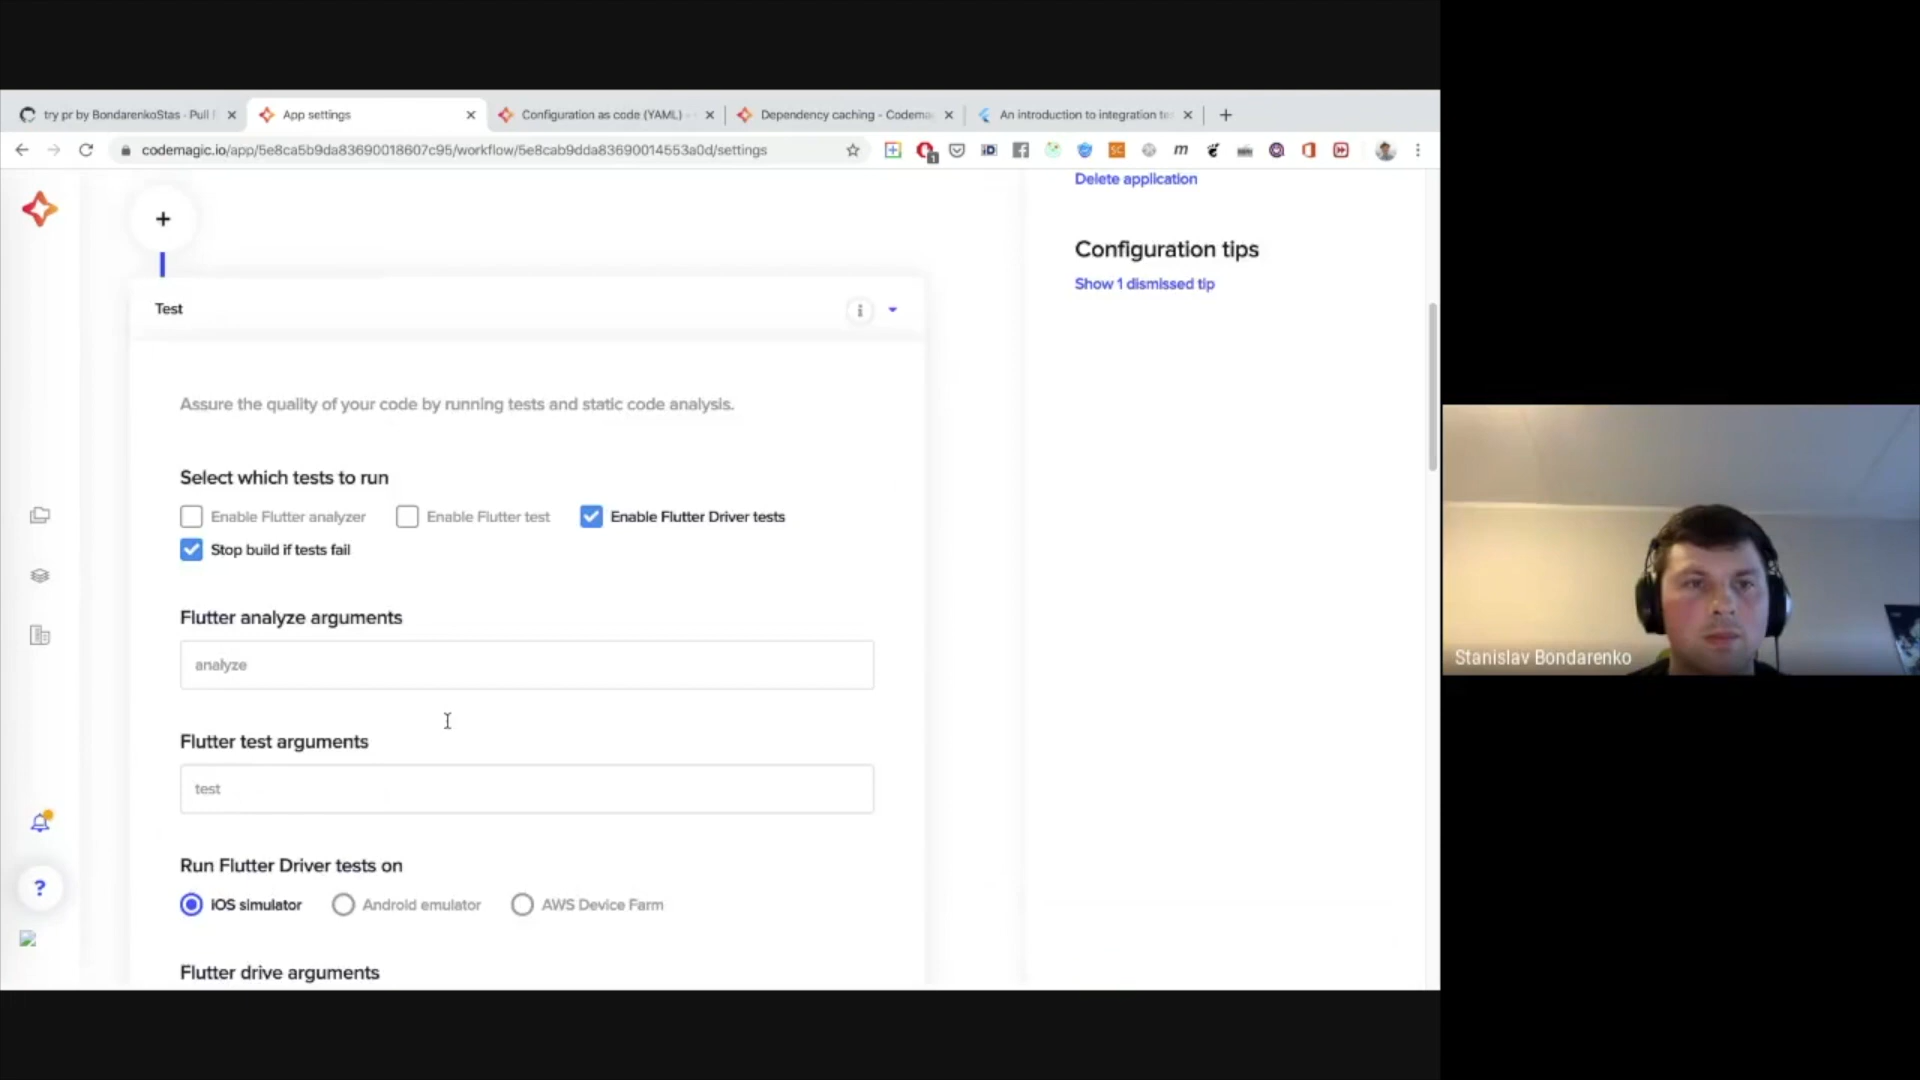 try pr by BondarenkoStas · Pull
App settings
Configuration as code (YAML) -
Dependency caching - Codema
An introduction to integration te
codemagic.io/app/5e8ca5b9da83690018607c95/workflow/5e8cab9dda83690014553a0d/settings
Delete application
Configuration tips
Show 1 dismissed tip
Test
Assure the quality of your code by running tests and static code analysis.
Select which tests to run
Enable Flutter analyzer
Enable Flutter test
Enable Flutter Driver tests
Stop build if tests fail
Flutter analyze arguments
analyze
Flutter test arguments
test
Run Flutter Driver tests on
iOS simulator
Android emulator
AWS Device Farm
Flutter drive arguments
Stanislav Bondarenko